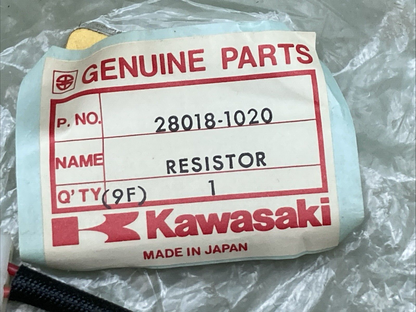 GENUINE PARTS
P. NO. 28018-1020
NAME RESISTOR
Q'TY (9F) 1
Kawasaki
MADE IN JAPAN